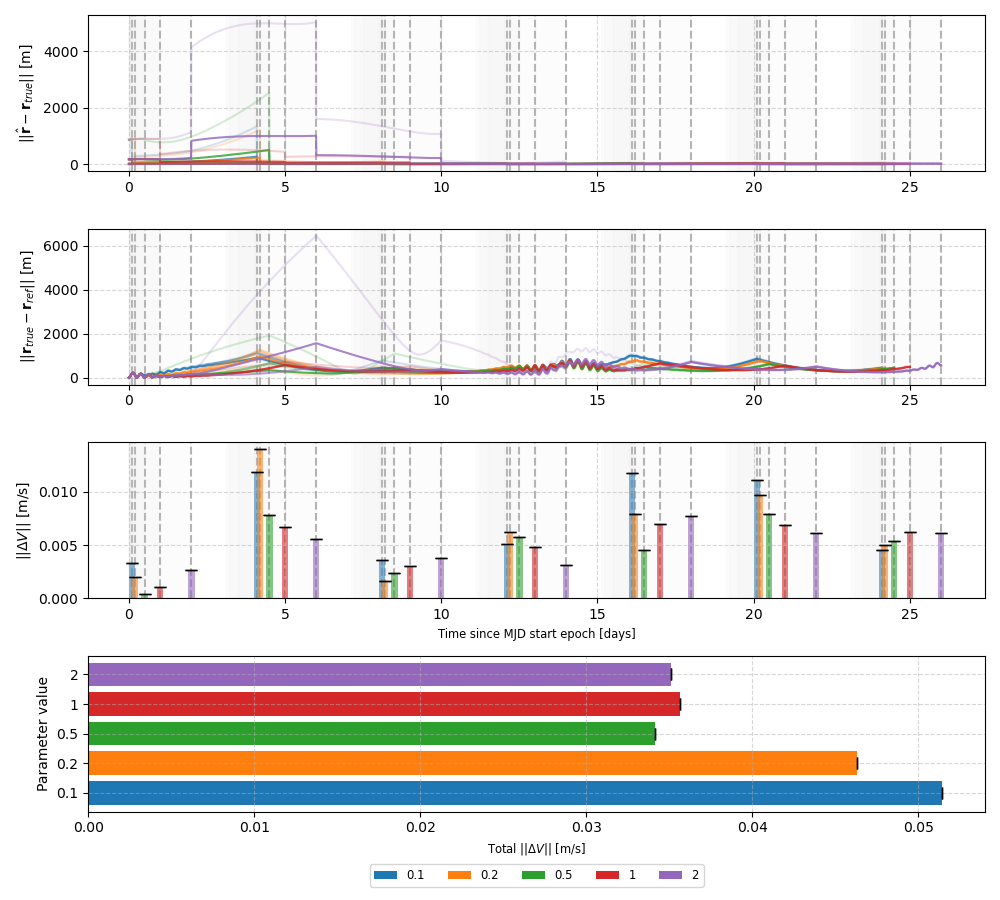 ||r̂ − r_true|| [m]
4000
2000
0
0 5 10 15 20 25
||r_true − r_ref|| [m]
6000
4000
2000
0
0 5 10 15 20 25
||ΔV|| [m/s]
0.010
0.005
0.000
0 5 10 15 20 25
Time since MJD start epoch [days]
Parameter value
2
1
0.5
0.2
0.1
0.00 0.01 0.02 0.03 0.04 0.05
Total ||ΔV|| [m/s]
0.1 0.2 0.5 1 2